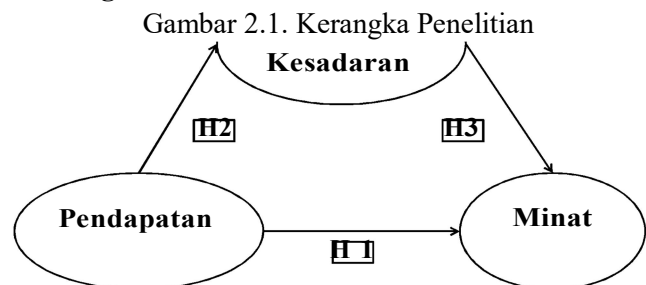 Gambar 2.1. Kerangka Penelitian
Kesadaran
H2
H3
Pendapatan
Minat
H 1